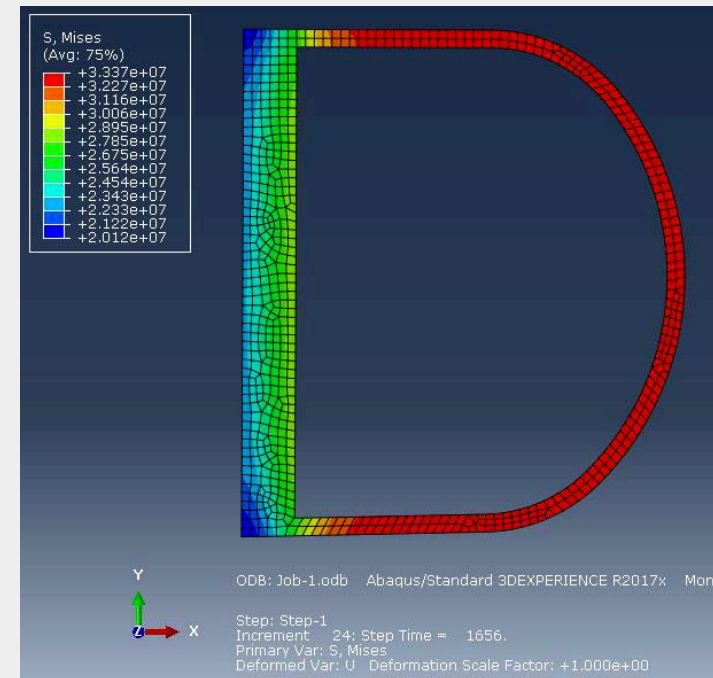 S, Mises
(Avg: 75%)
+3.337e+07
+3.227e+07
+3.116e+07
+3.006e+07
+2.895e+07
+2.785e+07
+2.675e+07
+2.564e+07
+2.454e+07
+2.343e+07
+2.233e+07
+2.122e+07
+2.012e+07
Y
Z
X
ODB: Job-1.odb Abaqus/Standard 3DEXPERIENCE R2017x Mon
Step: Step-1
Increment 24: Step Time = 1656.
Primary Var: S, Mises
Deformed Var: U Deformation Scale Factor: +1.000e+00